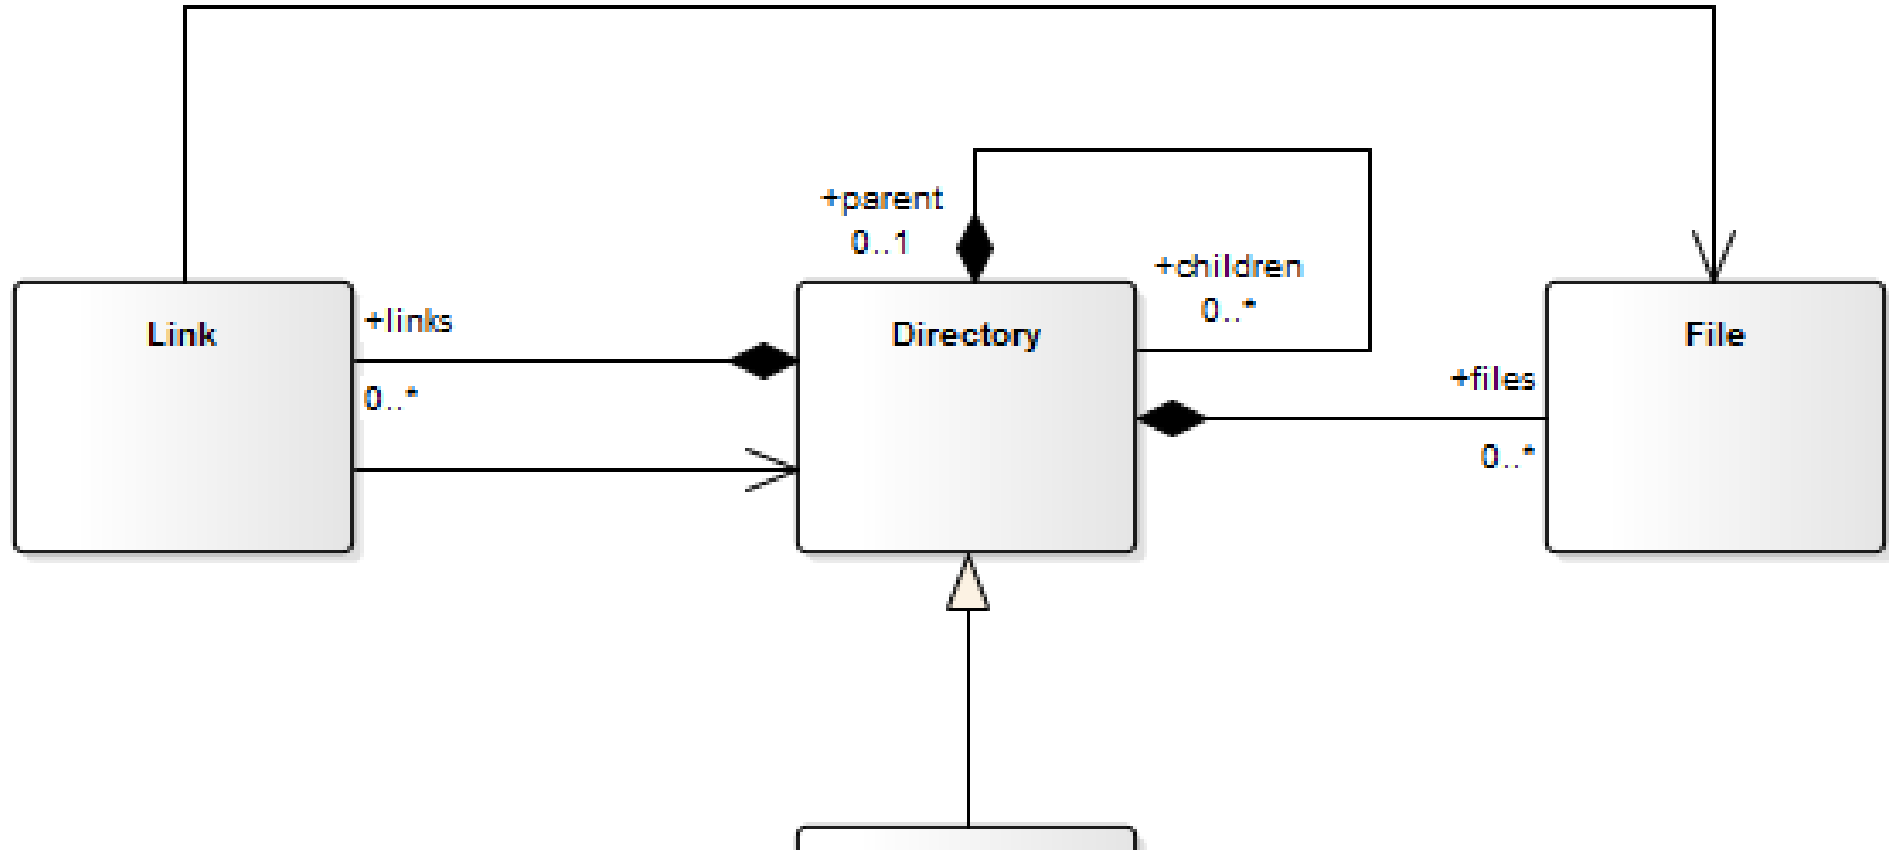 +parent
0..1
+children
0..*
Link
+links
0..*
Directory
File
+files
0..*